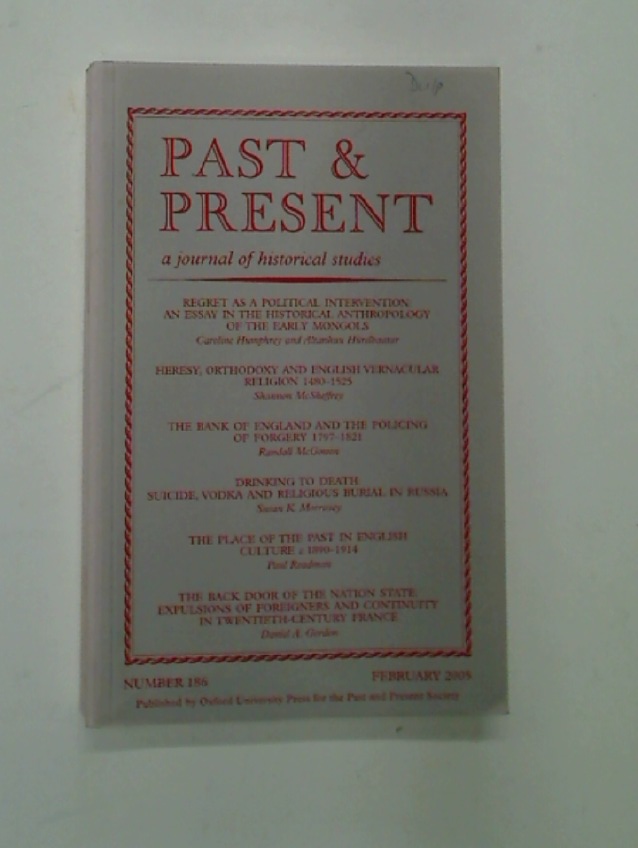 PAST &
PRESENT
a journal of historical studies
REGRET AS A POLITICAL INTERVENTION:
AN ESSAY IN THE HISTORICAL ANTHROPOLOGY
OF THE EARLY MONGOLS
Caroline Humphrey and Altanhuu Hürelbaatar
HERESY, ORTHODOXY AND ENGLISH VERNACULAR
RELIGION 1480–1525
Shannon McSheffrey
THE BANK OF ENGLAND AND THE POLICING
OF FORGERY 1797–1821
Randall McGowen
DRINKING TO DEATH:
SUICIDE, VODKA AND RELIGIOUS BURIAL IN RUSSIA
Susan K. Morrissey
THE PLACE OF THE PAST IN ENGLISH
CULTURE c.1890–1914
Paul Readman
THE BACK DOOR OF THE NATION STATE:
EXPULSIONS OF FOREIGNERS AND CONTINUITY
IN TWENTIETH-CENTURY FRANCE
Daniel A. Gordon
NUMBER 186
FEBRUARY 2005
Published by Oxford University Press for the Past and Present Society